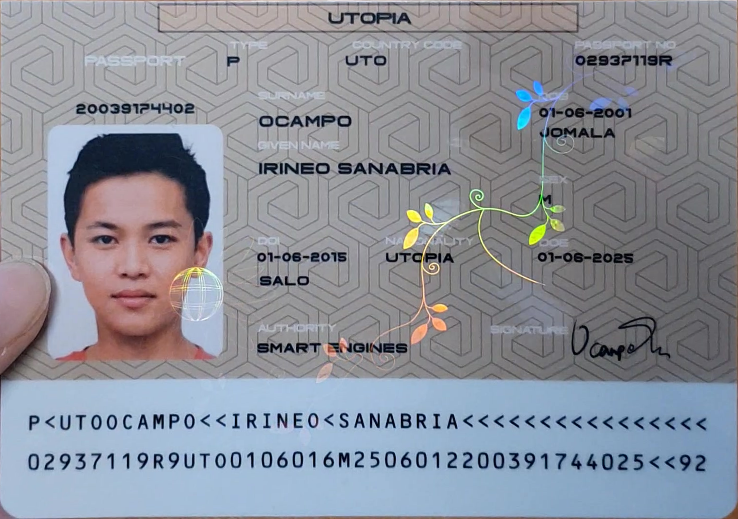 UTOPIA
PASSPORT
TYPE
P
COUNTRY CODE
UTO
PASSPORT NO
02937119R
20039174402
SURNAME
OCAMPO
DOB
01-06-2001
JOMALA
GIVEN NAME
IRINEO SANABRIA
SEX
M
DOI
01-06-2015
SALO
NATIONALITY
UTOPIA
DOE
01-06-2025
AUTHORITY
SMART ENGINES
SIGNATURE
P<UTOOCAMPO<<IRINEO<SANABRIA<<<<<<<<<<<<<<<<
02937119R9UTO0106016M25060122003917440​25<<92